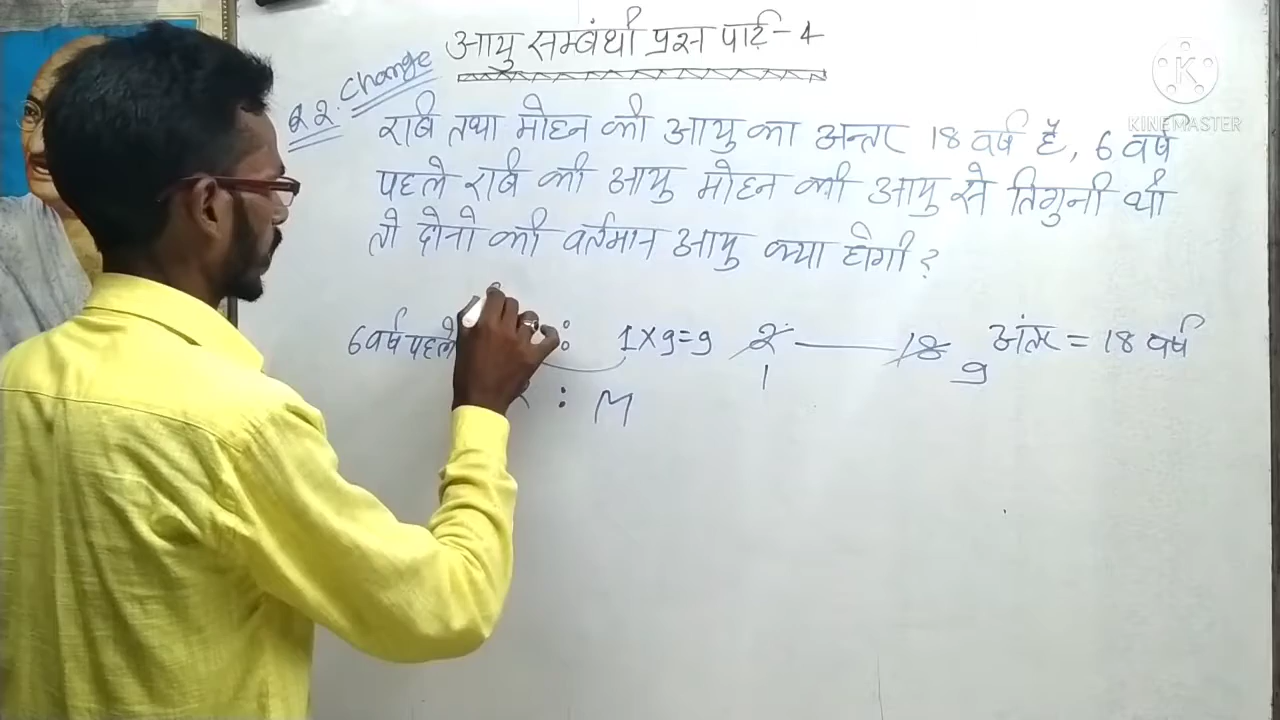 आयु सम्बंधी प्रश्न पार्ट-4
Q2. Change
रवि तथा मोहन की आयु का अन्तर 18 वर्ष है, 6 वर्ष
पहले रवि की आयु मोहन की आयु से तिगुनी थी
तो दोनो की वर्तमान आयु क्या होगी ?
6 वर्ष पहले : 1×9=9 2 — 18 अंतर = 18 वर्ष
1 9
: M
K
KINEMASTER